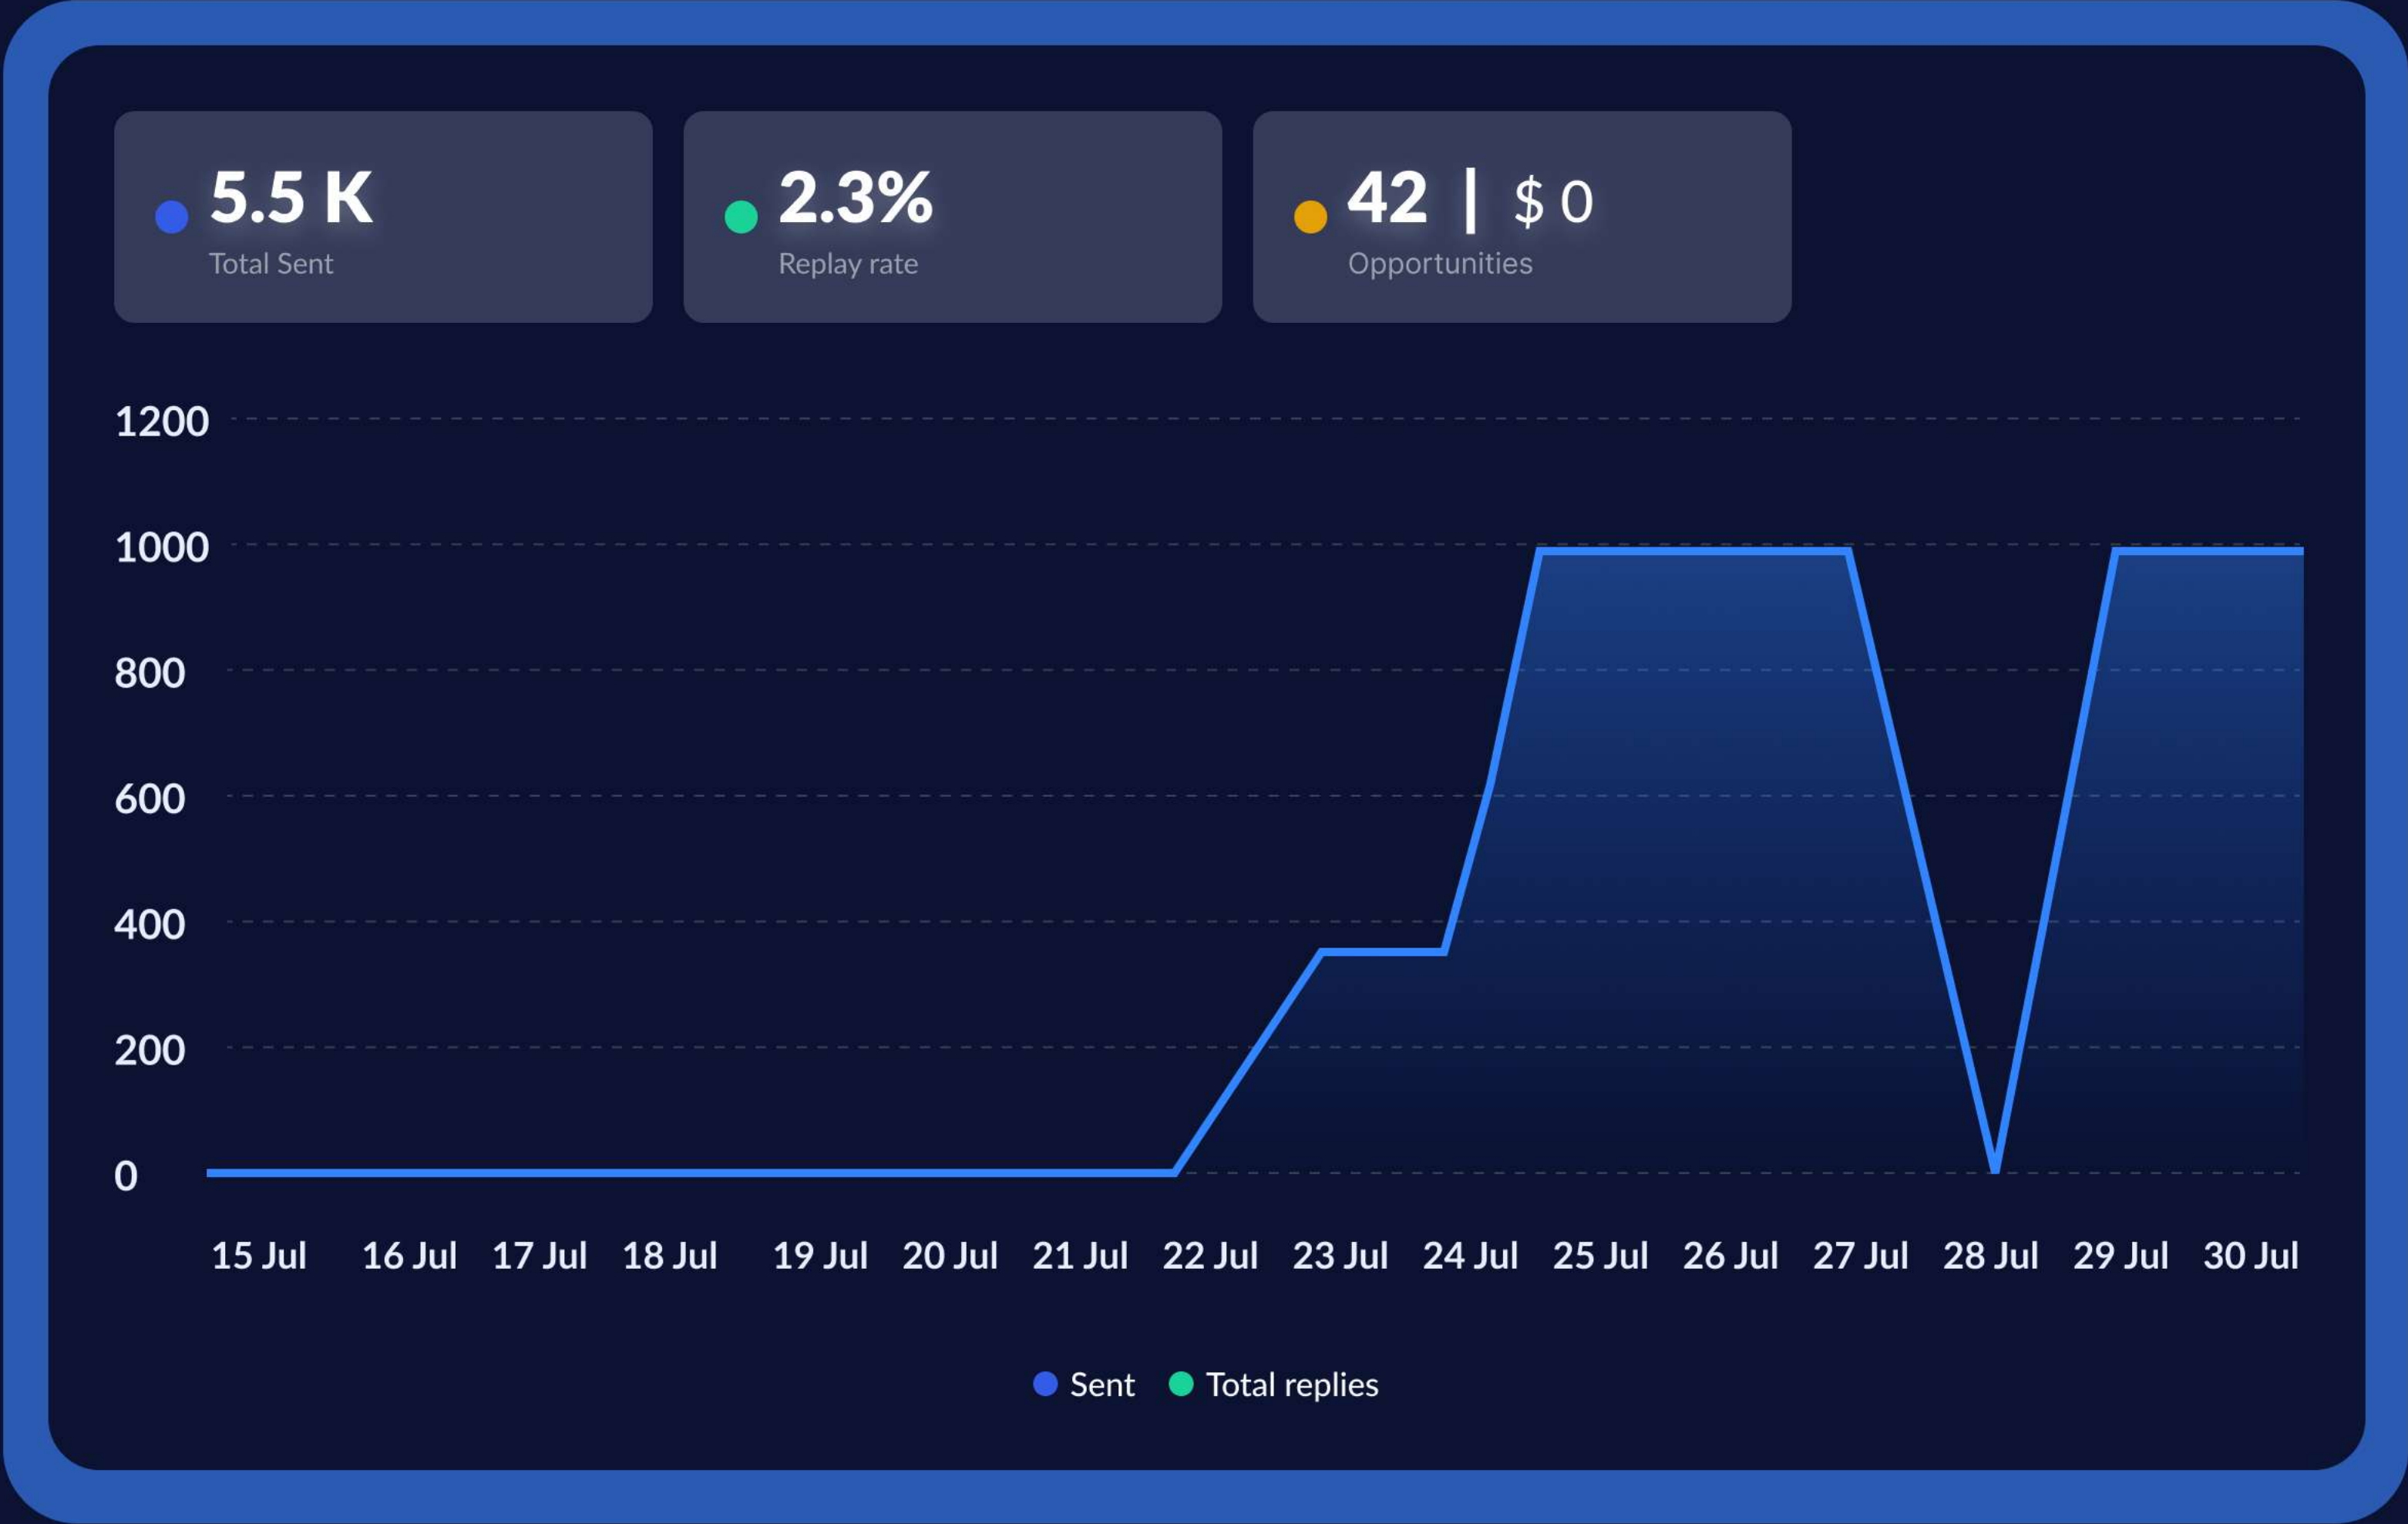 5.5 K
Total Sent
2.3%
Replay rate
42 | $ 0
Opportunities
1200
1000
800
600
400
200
0
15 Jul 16 Jul 17 Jul 18 Jul 19 Jul 20 Jul 21 Jul 22 Jul 23 Jul 24 Jul 25 Jul 26 Jul 27 Jul 28 Jul 29 Jul 30 Jul
Sent Total replies